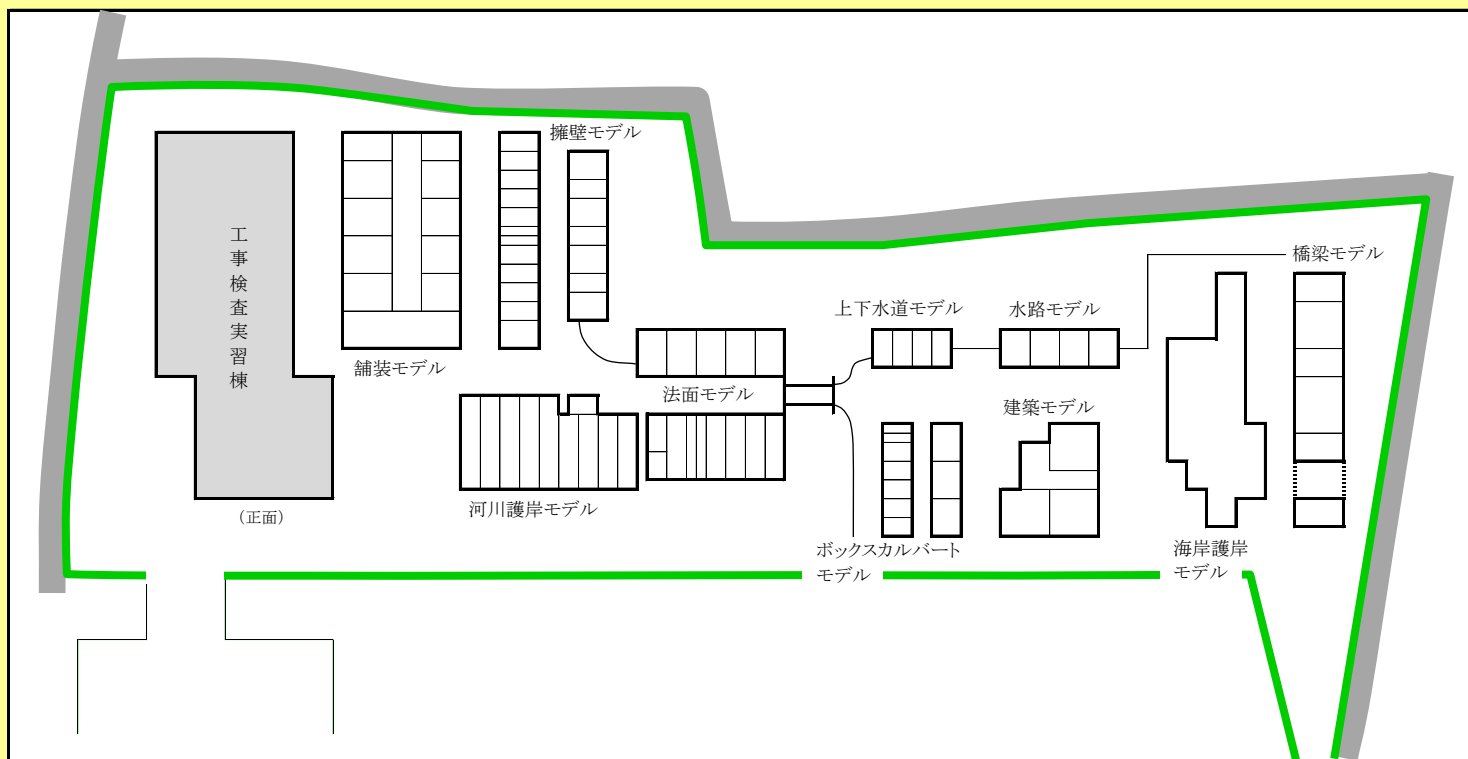 擁壁モデル
工事検査実習棟
橋梁モデル
上下水道モデル
水路モデル
舗装モデル
法面モデル
建築モデル
河川護岸モデル
（正面）
ボックスカルバート
モデル
海岸護岸
モデル